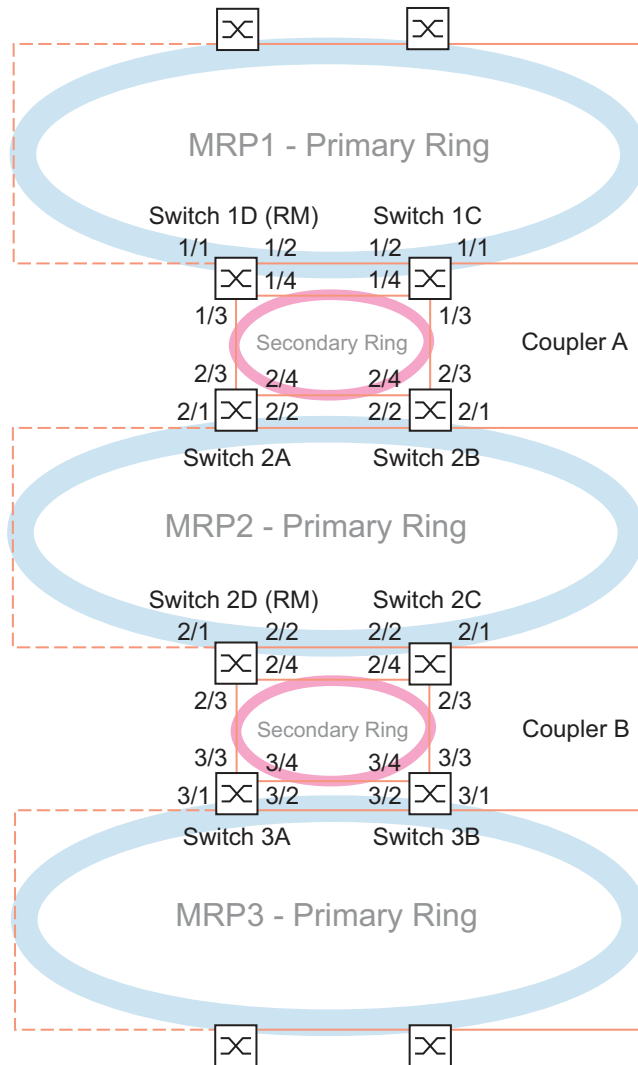 MRP1 - Primary Ring
Switch 1D (RM) Switch 1C
1/1 1/2 1/2 1/1
1/4 1/4
1/3 1/3
Secondary Ring
Coupler A
2/3 2/4 2/4 2/3
2/1 2/2 2/2 2/1
Switch 2A Switch 2B
MRP2 - Primary Ring
Switch 2D (RM) Switch 2C
2/1 2/2 2/2 2/1
2/4 2/4
2/3 2/3
Secondary Ring
Coupler B
3/3 3/4 3/4 3/3
3/1 3/2 3/2 3/1
Switch 3A Switch 3B
MRP3 - Primary Ring